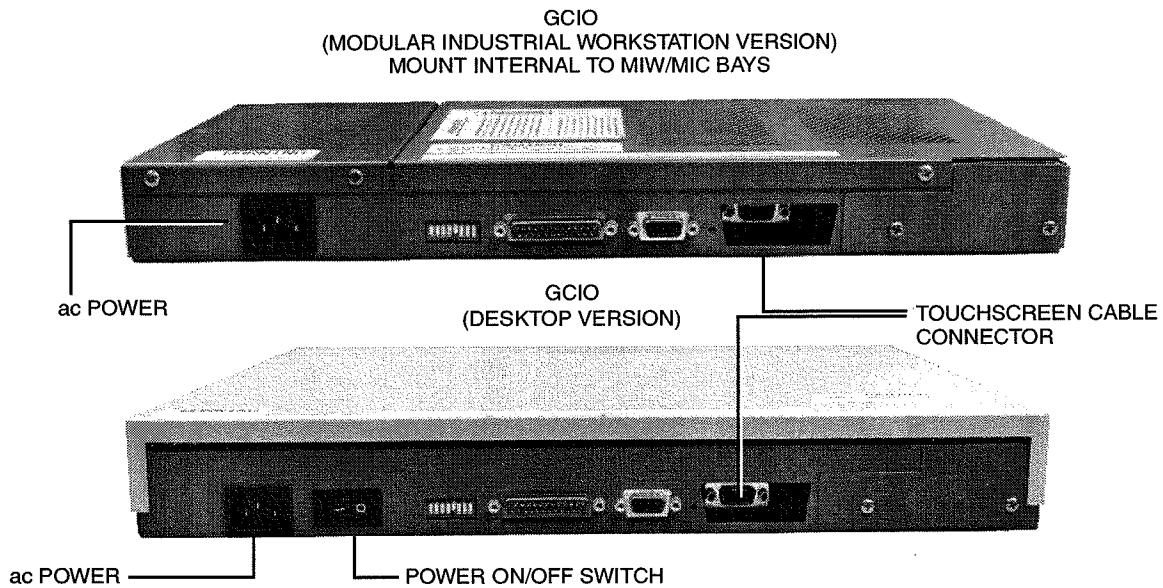 GCIO
(MODULAR INDUSTRIAL WORKSTATION VERSION)
MOUNT INTERNAL TO MIW/MIC BAYS
ac POWER
GCIO
(DESKTOP VERSION)
TOUCHSCREEN CABLE
CONNECTOR
ac POWER
POWER ON/OFF SWITCH